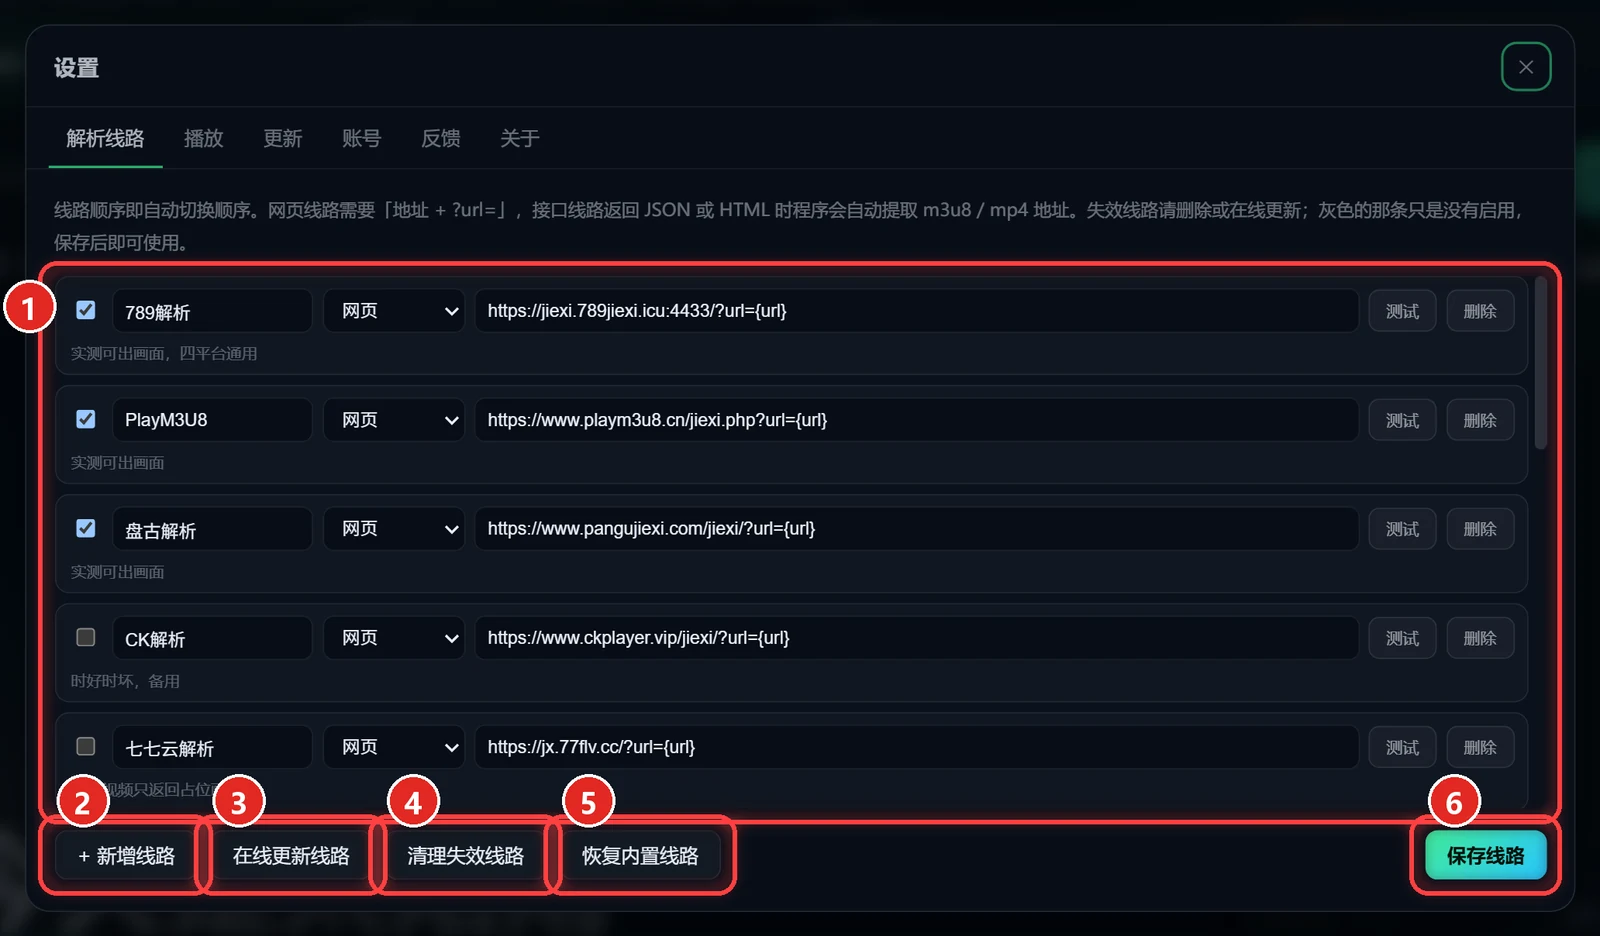 设置
解析线路 播放 更新 账号 反馈 关于
线路顺序即自动切换顺序。网页线路需要「地址 + ?url=」，接口线路返回 JSON 或 HTML 时程序会自动提取 m3u8 / mp4 地址。失效线路请删除或在线更新；灰色的那条只是没有启用，
保存后即可使用。
1
789解析 网页 https://jiexi.789jiexi.icu:4433/?url={url} 测试 删除
实测可出画面，四平台通用
PlayM3U8 网页 https://www.playm3u8.cn/jiexi.php?url={url} 测试 删除
实测可出画面
盘古解析 网页 https://www.pangujiexi.com/jiexi/?url={url} 测试 删除
实测可出画面
CK解析 网页 https://www.ckplayer.vip/jiexi/?url={url} 测试 删除
时好时坏，备用
七七云解析 网页 https://jx.77flv.cc/?url={url} 测试 删除
视频只返回占位
2 3 4 5 6
+ 新增线路 在线更新线路 清理失效线路 恢复内置线路 保存线路